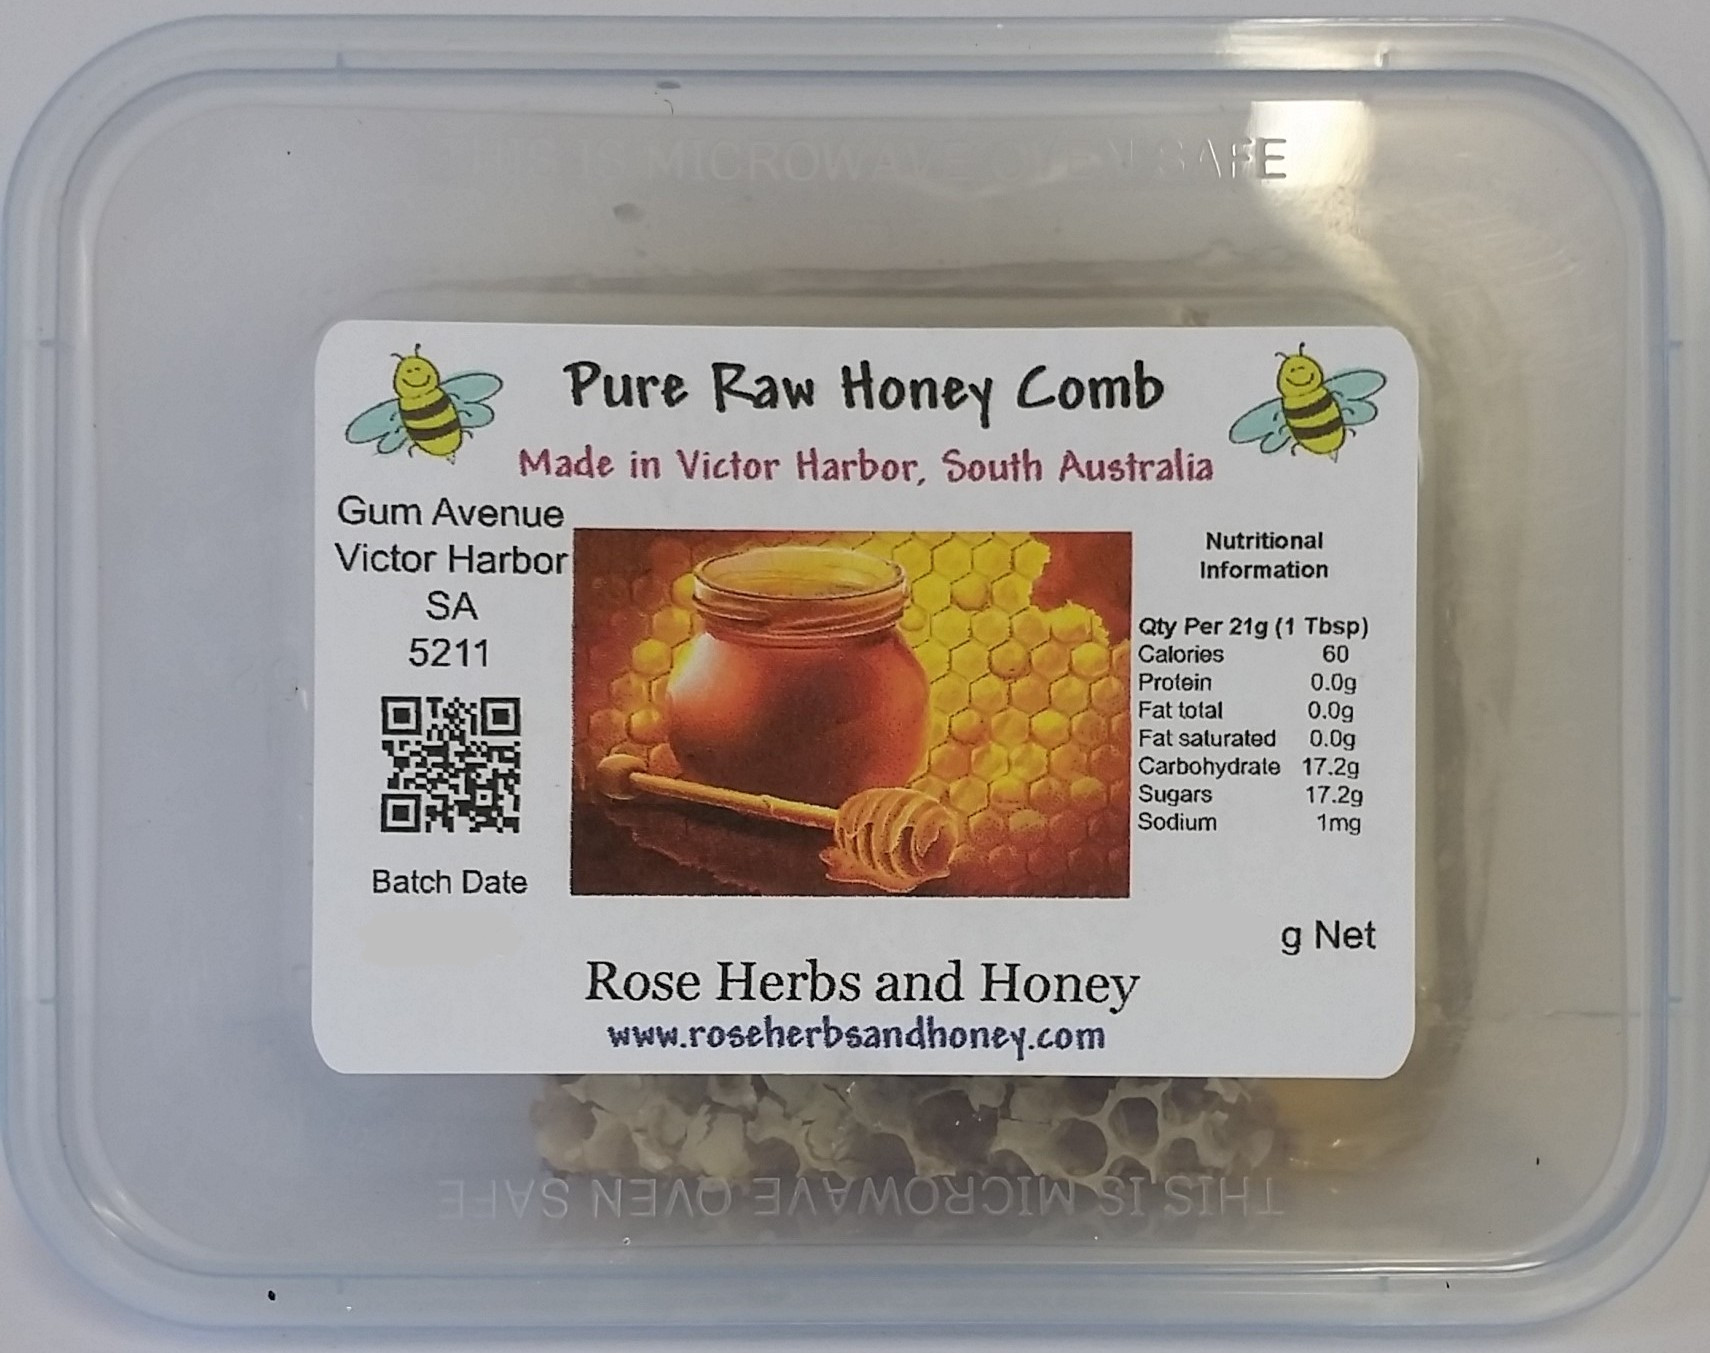 THIS IS MICROWAVE OVEN SAFE
Pure Raw Honey Comb
Made in Victor Harbor, South Australia
Gum Avenue
Victor Harbor
SA
5211
Batch Date
Nutritional
Information
Qty Per 21g (1 Tbsp)
Calories 60
Protein 0.0g
Fat total 0.0g
Fat saturated 0.0g
Carbohydrate 17.2g
Sugars 17.2g
Sodium 1mg
g Net
Rose Herbs and Honey
www.roseherbsandhoney.com
THIS IS MICROWAVE OVEN SAFE